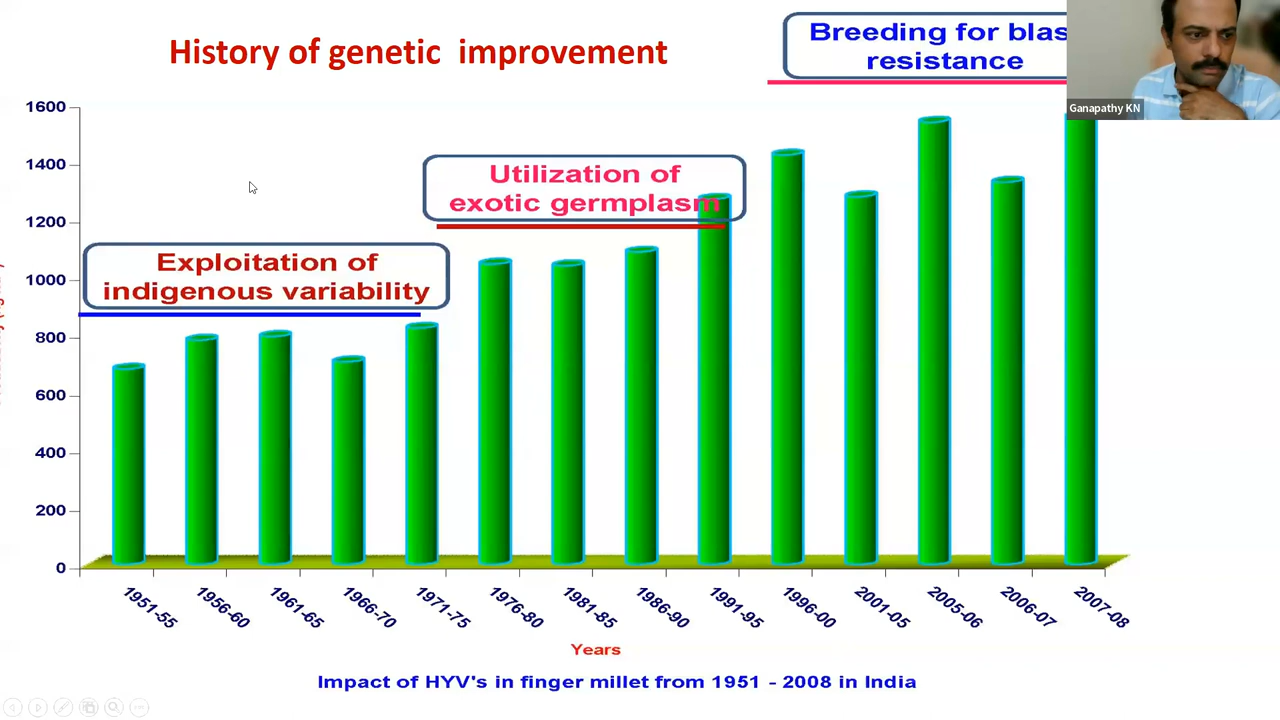 History of genetic improvement
Breeding for
resistance
Ganapathy KN
Utilization of
exotic germplasm
Exploitation of
indigenous variability
1600
1400
1200
1000
800
600
400
200
0
1951-55
1956-60
1961-65
1966-70
1971-75
1976-80
1981-85
1986-90
1991-95
1996-00
2001-05
2005-06
2006-07
2007-08
Years
Impact of HYV's in finger millet from 1951 - 2008 in India